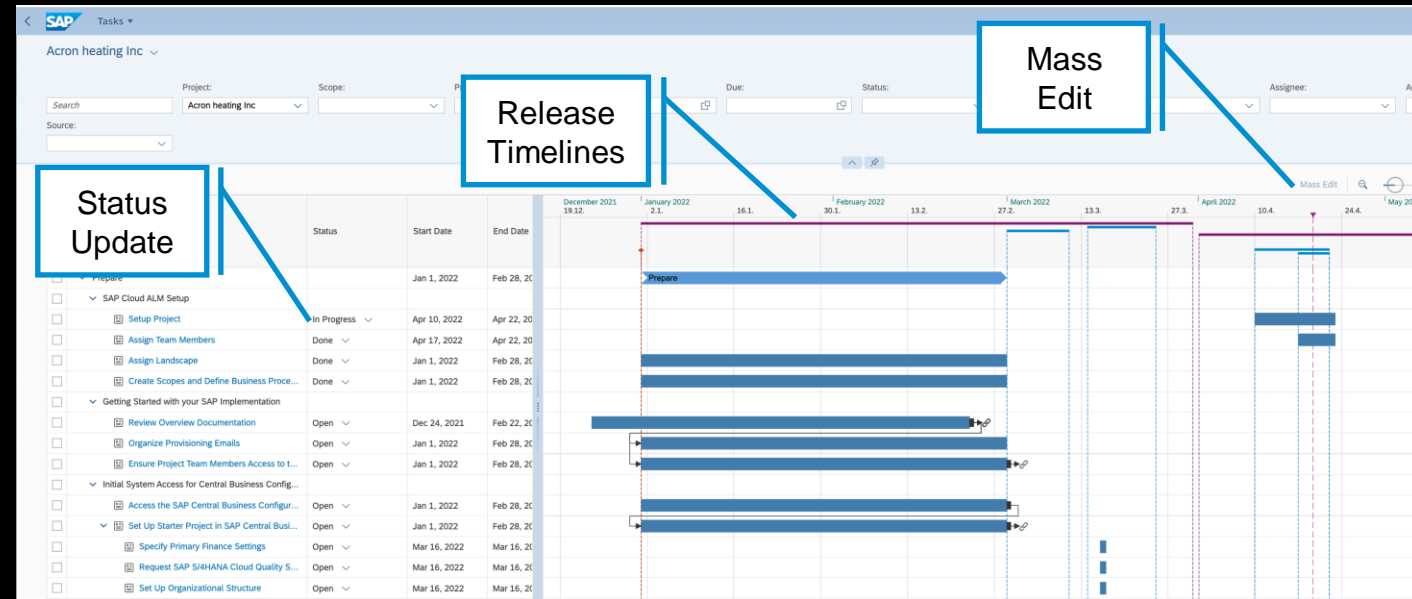 SAP Tasks
Acron heating Inc
Mass
Edit
Release
Timelines
Status
Update
Project: Scope: Due: Status: Assignee:
Search Acron heating Inc
Source:
Mass Edit
December 2021 January 2022 February 2022 March 2022 April 2022 May 20
19.12. 2.1. 16.1. 30.1. 13.2. 27.2. 13.3. 27.3. 10.4. 24.4.
Status Start Date End Date
Prepare Jan 1, 2022 Feb 28, 20 Prepare
SAP Cloud ALM Setup
Setup Project In Progress Apr 10, 2022 Apr 22, 20
Assign Team Members Done Apr 17, 2022 Apr 22, 20
Assign Landscape Done Jan 1, 2022 Feb 28, 20
Create Scopes and Define Business Proce... Done Jan 1, 2022 Feb 28, 20
Getting Started with your SAP Implementation
Review Overview Documentation Open Dec 24, 2021 Feb 22, 20
Organize Provisioning Emails Open Jan 1, 2022 Feb 28, 20
Ensure Project Team Members Access to t... Open Jan 1, 2022 Feb 28, 20
Initial System Access for Central Business Config...
Access the SAP Central Business Configur... Open Jan 1, 2022 Feb 28, 20
Set Up Starter Project in SAP Central Busi... Open Jan 1, 2022 Feb 28, 20
Specify Primary Finance Settings Open Mar 16, 2022 Mar 16, 20
Request SAP S/4HANA Cloud Quality S... Open Mar 16, 2022 Mar 16, 20
Set Up Organizational Structure Open Mar 16, 2022 Mar 16, 20